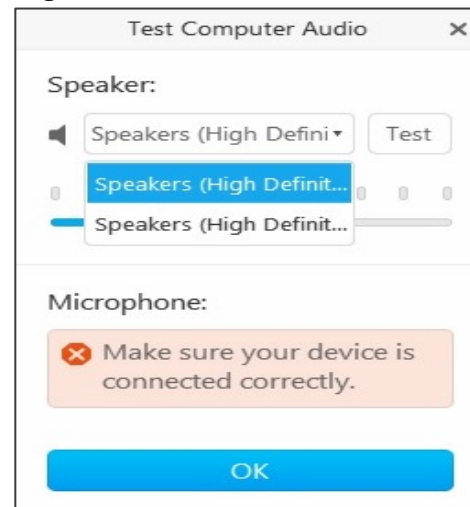 Test Computer Audio
Speaker:
Speakers (High Defini
Test
Speakers (High Definit...
Speakers (High Definit...
Microphone:
Make sure your device is
connected correctly.
OK